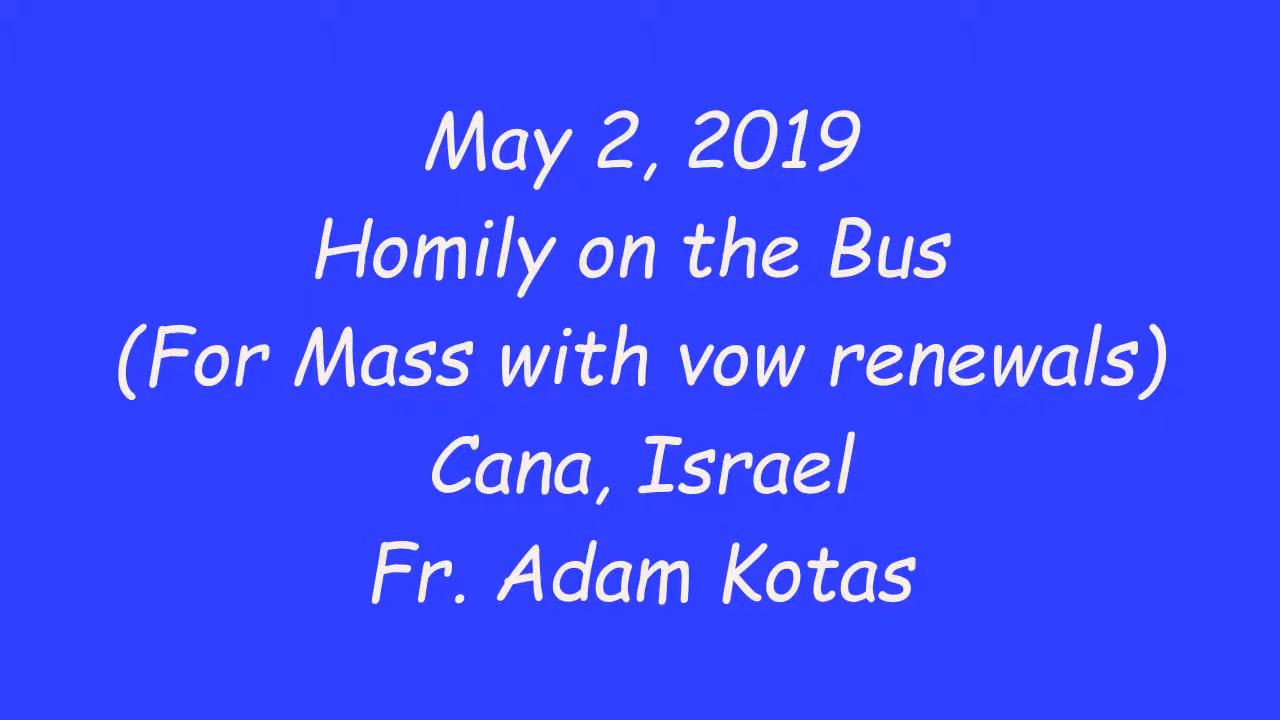 May 2, 2019
Homily on the Bus
(For Mass with vow renewals)
Cana, Israel
Fr. Adam Kotas